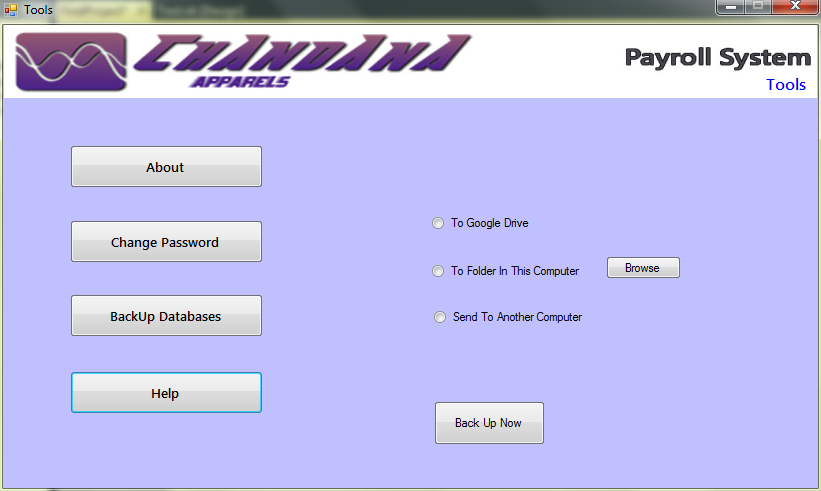 Tools
CHANDANA
APPARELS
Payroll System
Tools
About
Change Password
BackUp Databases
Help
To Google Drive
To Folder In This Computer
Browse
Send To Another Computer
Back Up Now